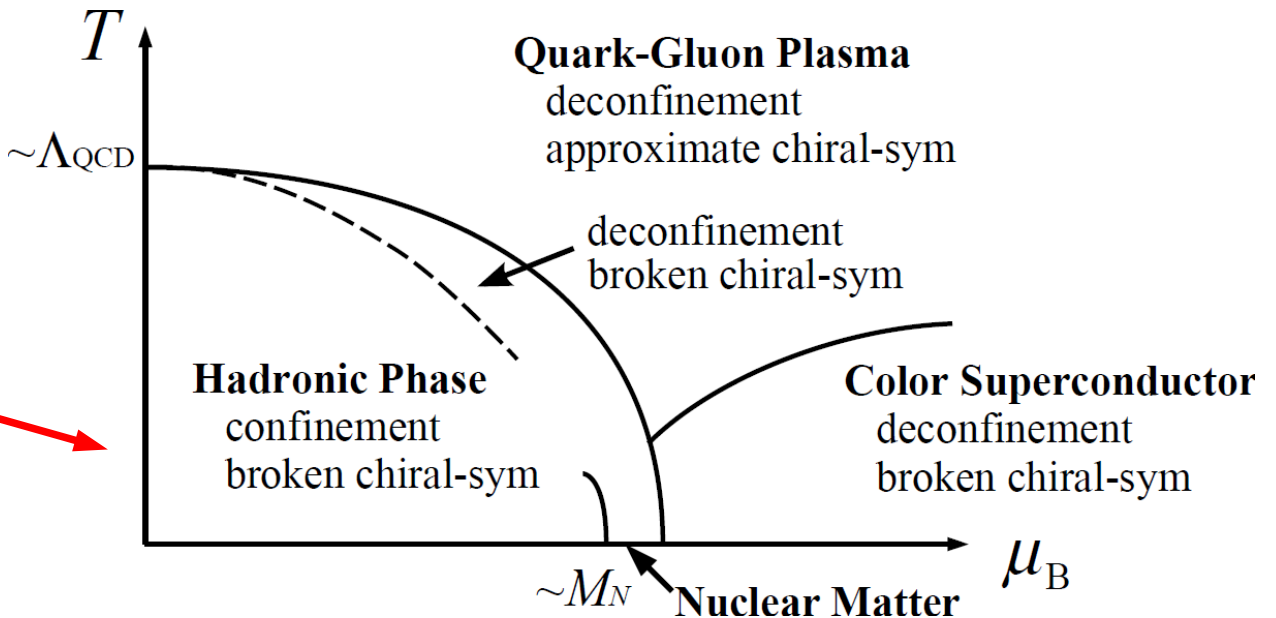 T
Quark-Gluon Plasma
deconfinement
approximate chiral-sym
~ΛQCD
deconfinement
broken chiral-sym
Hadronic Phase
confinement
broken chiral-sym
Color Superconductor
deconfinement
broken chiral-sym
μB
~MN
Nuclear Matter